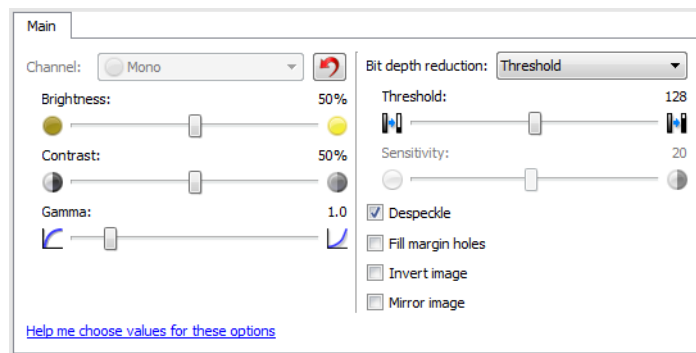 Main
Channel: Mono
Brightness: 50%
Contrast: 50%
Gamma: 1.0
Help me choose values for these options
Bit depth reduction: Threshold
Threshold: 128
Sensitivity: 20
Despeckle
Fill margin holes
Invert image
Mirror image